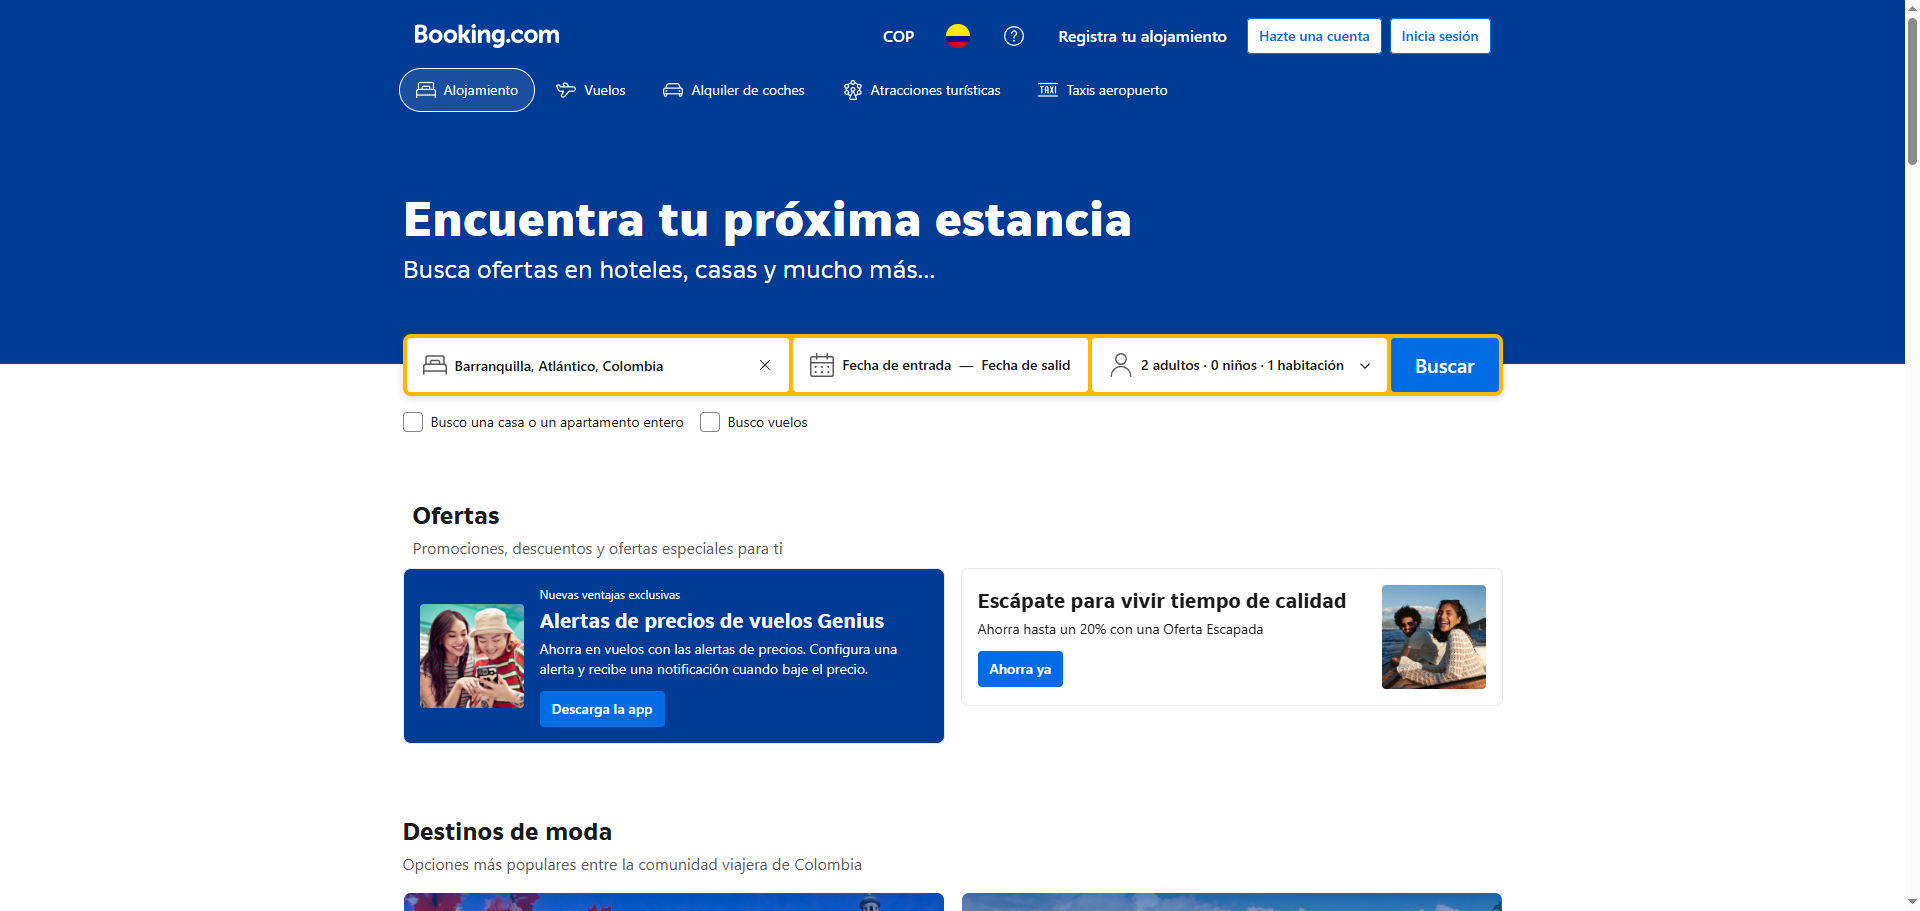 Booking.com
COP
Registra tu alojamiento
Hazte una cuenta
Inicia sesión
Alojamiento
Vuelos
Alquiler de coches
Atracciones turísticas
TAXI
Taxis aeropuerto
Encuentra tu próxima estancia
Busca ofertas en hoteles, casas y mucho más...
Barranquilla, Atlántico, Colombia
Fecha de entrada — Fecha de salid
2 adultos · 0 niños · 1 habitación
Buscar
Busco una casa o un apartamento entero
Busco vuelos
Ofertas
Promociones, descuentos y ofertas especiales para ti
Nuevas ventajas exclusivas
Alertas de precios de vuelos Genius
Ahorra en vuelos con las alertas de precios. Configura una
alerta y recibe una notificación cuando baje el precio.
Descarga la app
Escápate para vivir tiempo de calidad
Ahorra hasta un 20% con una Oferta Escapada
Ahorra ya
Destinos de moda
Opciones más populares entre la comunidad viajera de Colombia